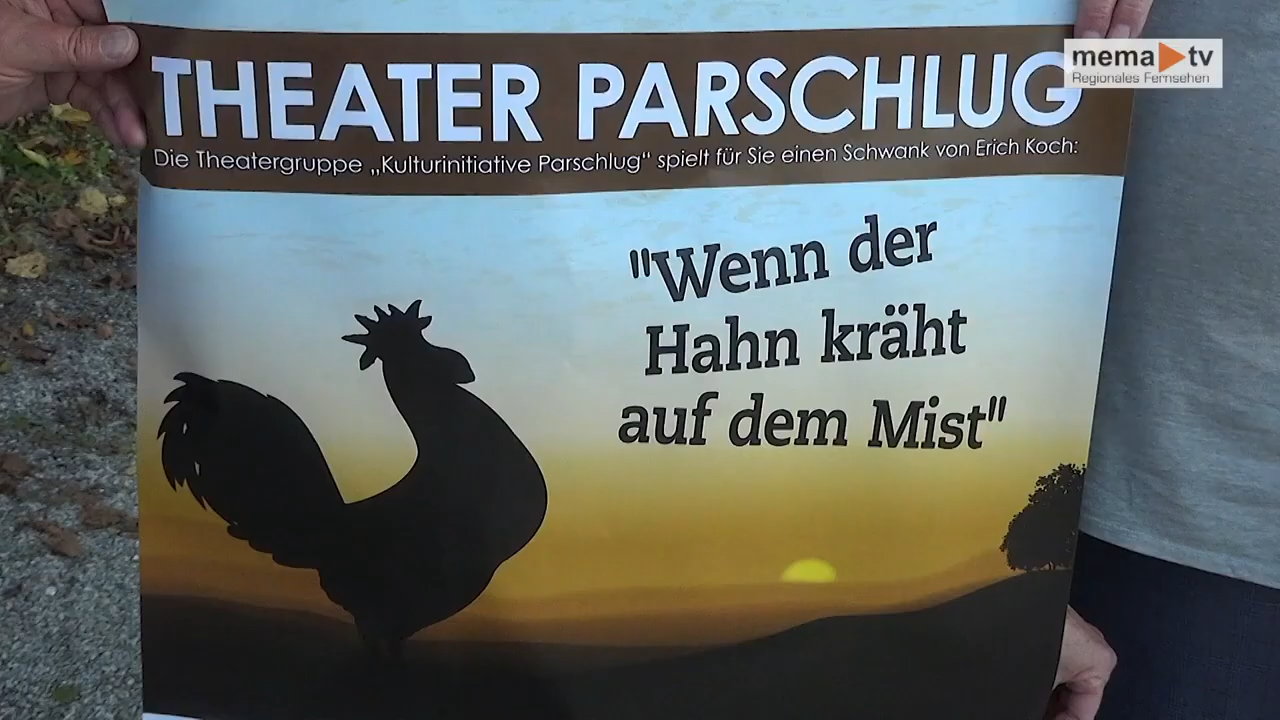 THEATER PARSCHLUG
mema tv
Regionales Fernsehen
Die Theatergruppe „Kulturinitiative Parschlug“ spielt für Sie einen Schwank von Erich Koch:
"Wenn der
Hahn kräht
auf dem Mist"